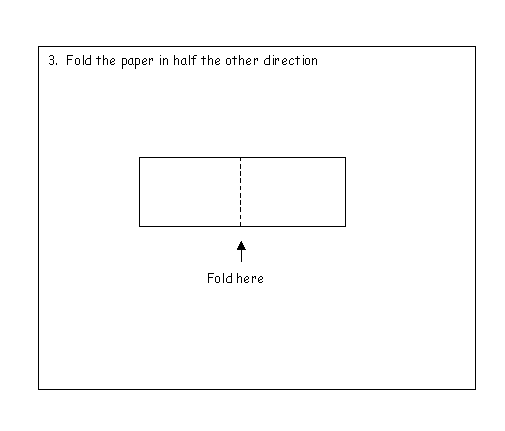 3. Fold the paper in half the other direction
Fold here